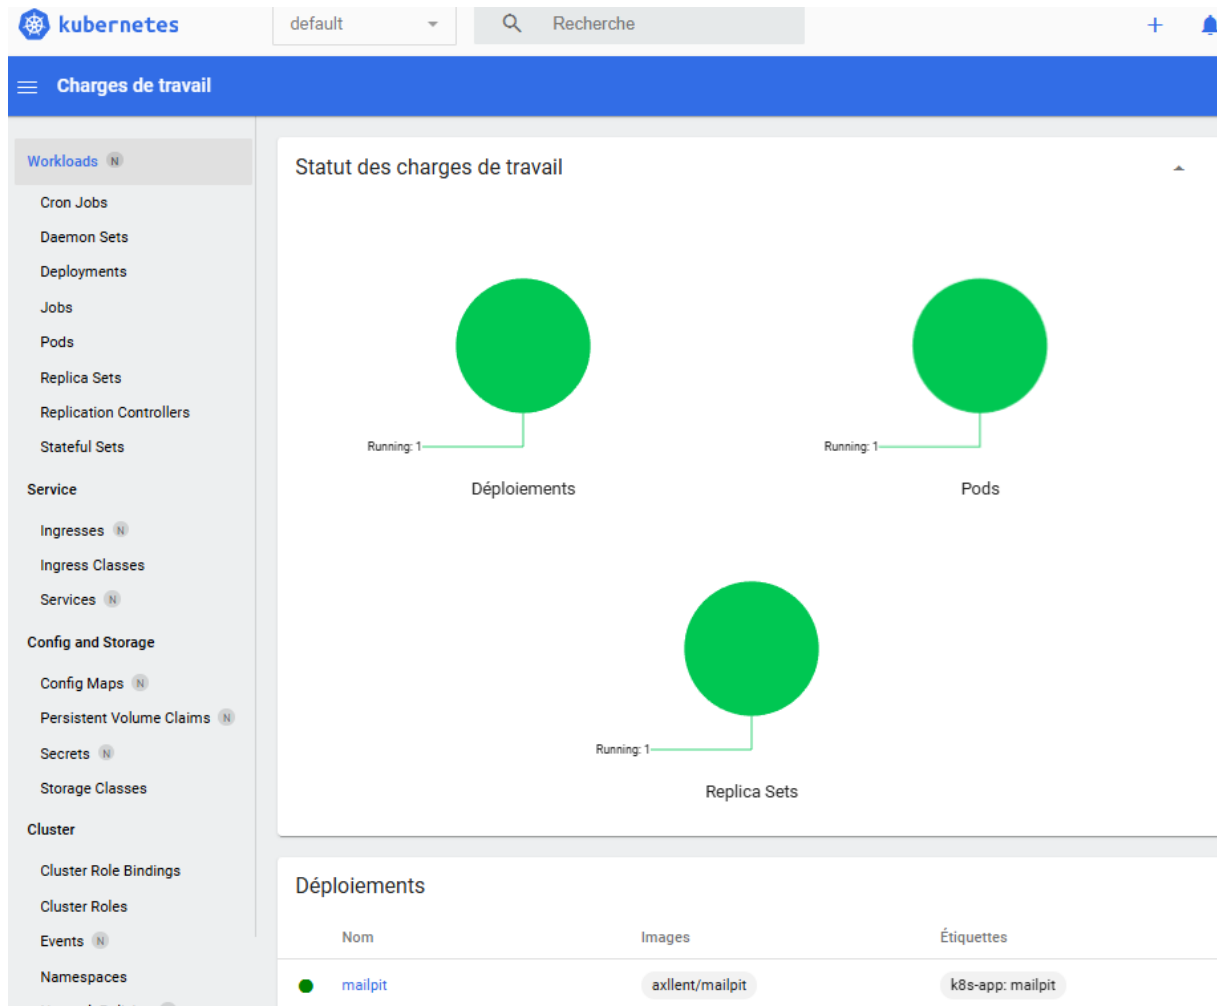 kubernetes
default
Recherche
Charges de travail
Workloads N
Cron Jobs
Daemon Sets
Deployments
Jobs
Pods
Replica Sets
Replication Controllers
Stateful Sets
Service
Ingresses N
Ingress Classes
Services N
Config and Storage
Config Maps N
Persistent Volume Claims N
Secrets N
Storage Classes
Cluster
Cluster Role Bindings
Cluster Roles
Events N
Namespaces
Statut des charges de travail
Running: 1
Déploiements
Running: 1
Pods
Running: 1
Replica Sets
Déploiements
Nom Images Étiquettes
mailpit axllent/mailpit k8s-app: mailpit